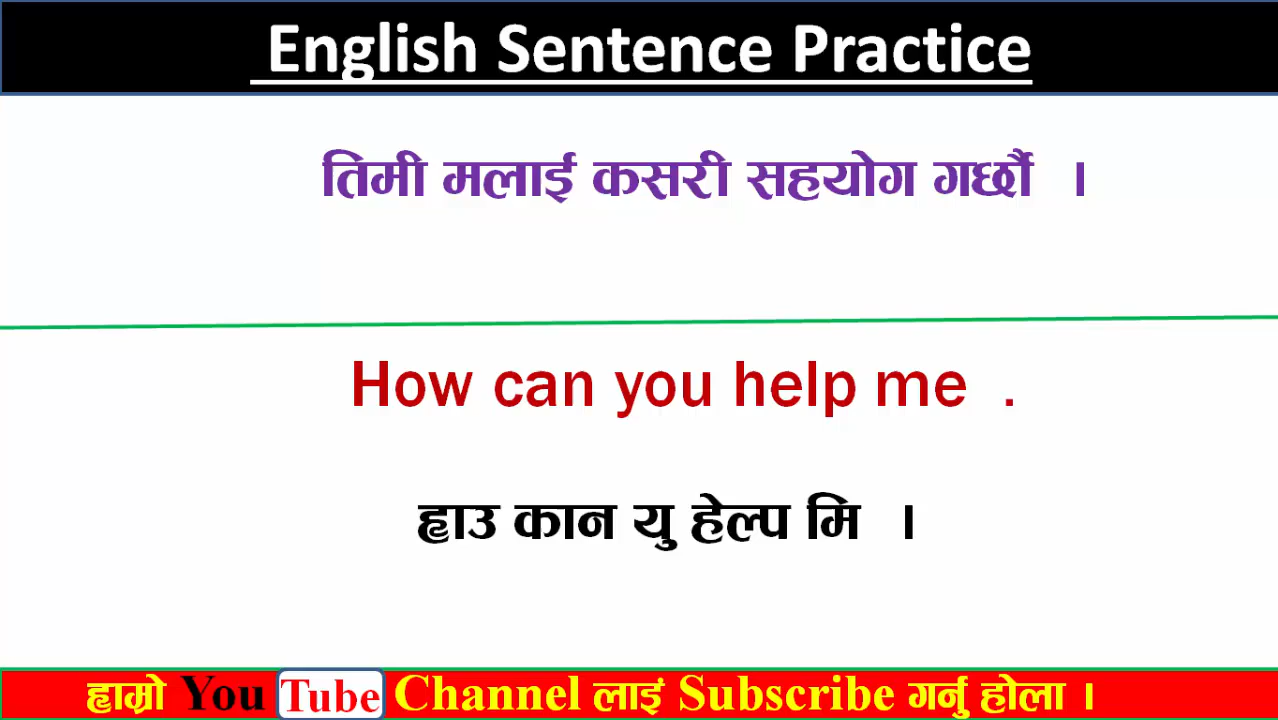 English Sentence Practice
तिमी मलाई कसरी सहयोग गर्छौं ।
How can you help me .
ह्राउ कान यु हेल्प मि ।
ह्राम्रो You Tube Channel लाइं Subscribe गर्नु होला ।